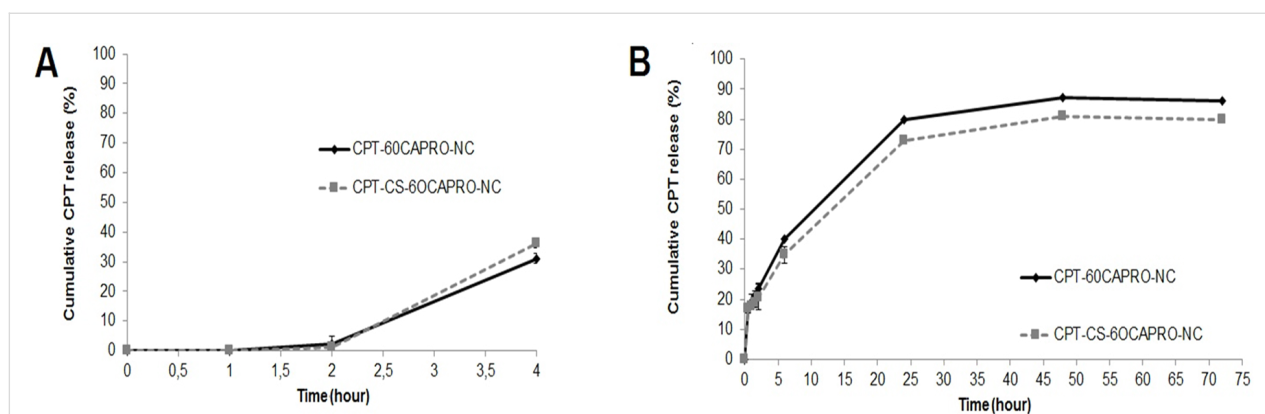 A
Cumulative CPT release (%)
100
90
80
70
60
50
40
30
20
10
0
0 0,5 1 1,5 2 2,5 3 3,5 4
Time (hour)
CPT-60CAPRO-NC
CPT-CS-6OCAPRO-NC
B
Cumulative CPT release (%)
100
90
80
70
60
50
40
30
20
10
0
0 5 10 15 20 25 30 35 40 45 50 55 60 65 70 75
Time (hour)
CPT-60CAPRO-NC
CPT-CS-6OCAPRO-NC